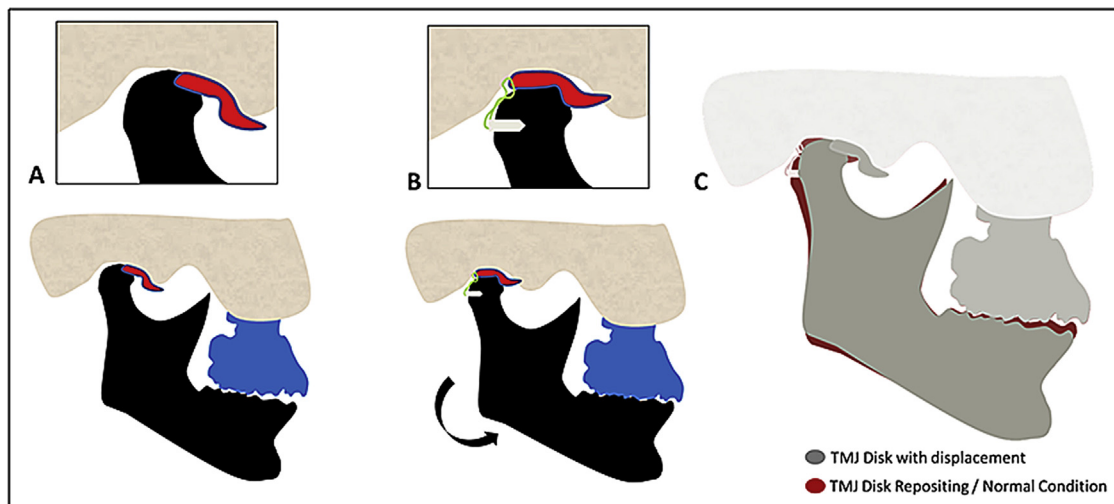 A
B
C
TMJ Disk with displacement
TMJ Disk Repositing / Normal Condition